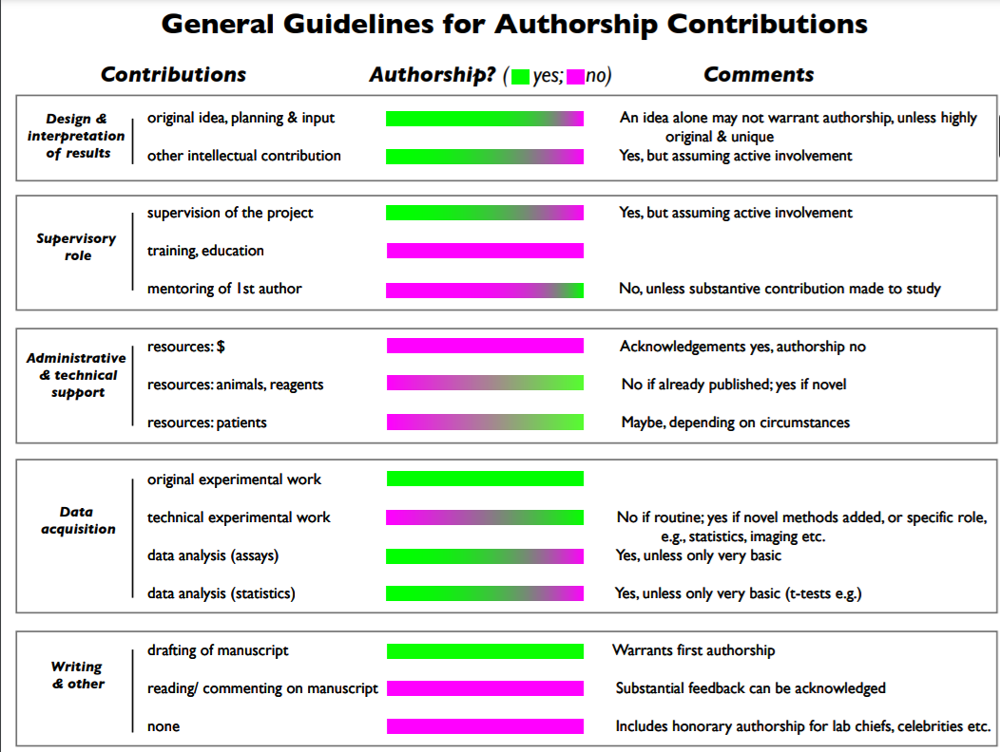 General Guidelines for Authorship Contributions
Contributions Authorship? (yes; no) Comments
Design &
interpretation
of results
original idea, planning & input An idea alone may not warrant authorship, unless highly
original & unique
other intellectual contribution Yes, but assuming active involvement
Supervisory
role
supervision of the project Yes, but assuming active involvement
training, education
mentoring of 1st author No, unless substantive contribution made to study
Administrative
& technical
support
resources: $ Acknowledgements yes, authorship no
resources: animals, reagents No if already published; yes if novel
resources: patients Maybe, depending on circumstances
Data
acquisition
original experimental work
technical experimental work No if routine; yes if novel methods added, or specific role,
e.g., statistics, imaging etc.
data analysis (assays) Yes, unless only very basic
data analysis (statistics) Yes, unless only very basic (t-tests e.g.)
Writing
& other
drafting of manuscript Warrants first authorship
reading/ commenting on manuscript Substantial feedback can be acknowledged
none Includes honorary authorship for lab chiefs, celebrities etc.